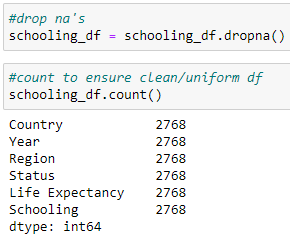 #drop na's
schooling_df = schooling_df.dropna()
#count to ensure clean/uniform df
schooling_df.count()
Country 2768
Year 2768
Region 2768
Status 2768
Life Expectancy 2768
Schooling 2768
dtype: int64